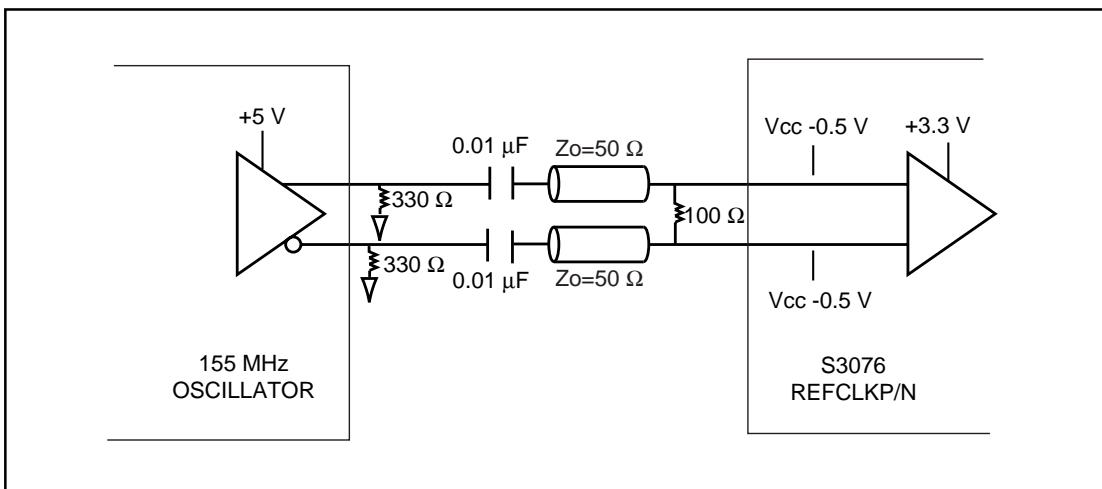 +5 V
0.01 μF
Zo=50 Ω
Vcc -0.5 V
+3.3 V
330 Ω
100 Ω
330 Ω
0.01 μF
Zo=50 Ω
Vcc -0.5 V
155 MHz
OSCILLATOR
S3076
REFCLKP/N